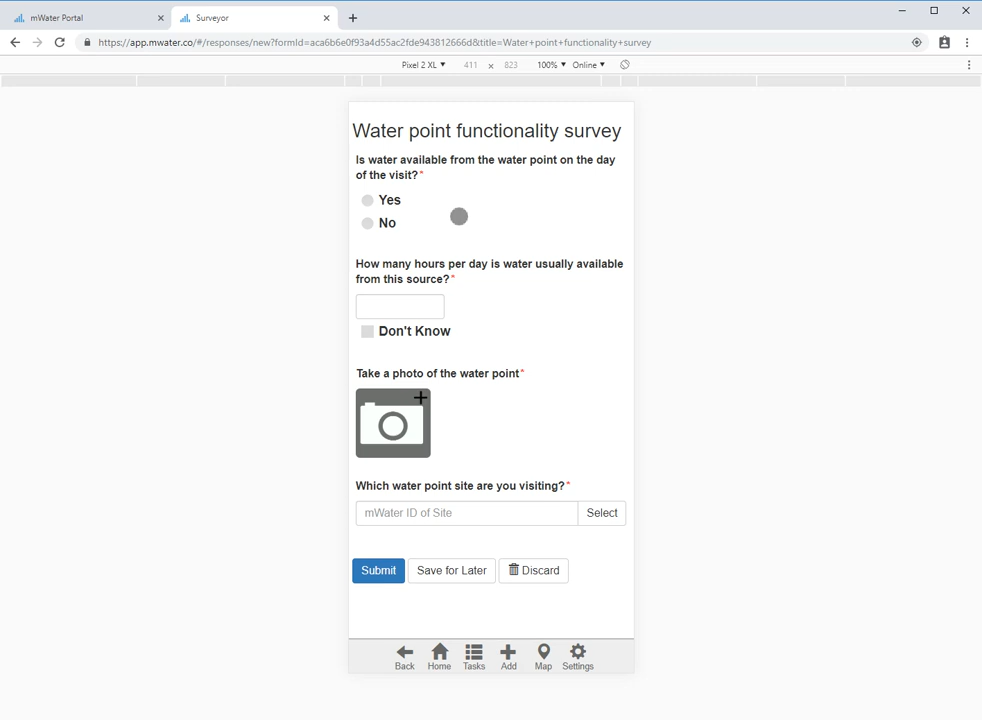 mWater Portal
Surveyor
https://app.mwater.co/#/responses/new?formId=aca6b6e0f93a4d55ac2fde943812666d&title=Water+point+functionality+survey
Pixel 2 XL 411 x 823 100% Online
Water point functionality survey
Is water available from the water point on the day
of the visit?*
Yes
No
How many hours per day is water usually available
from this source?*
Don't Know
Take a photo of the water point*
Which water point site are you visiting?*
mWater ID of Site Select
Submit Save for Later Discard
Back Home Tasks Add Map Settings